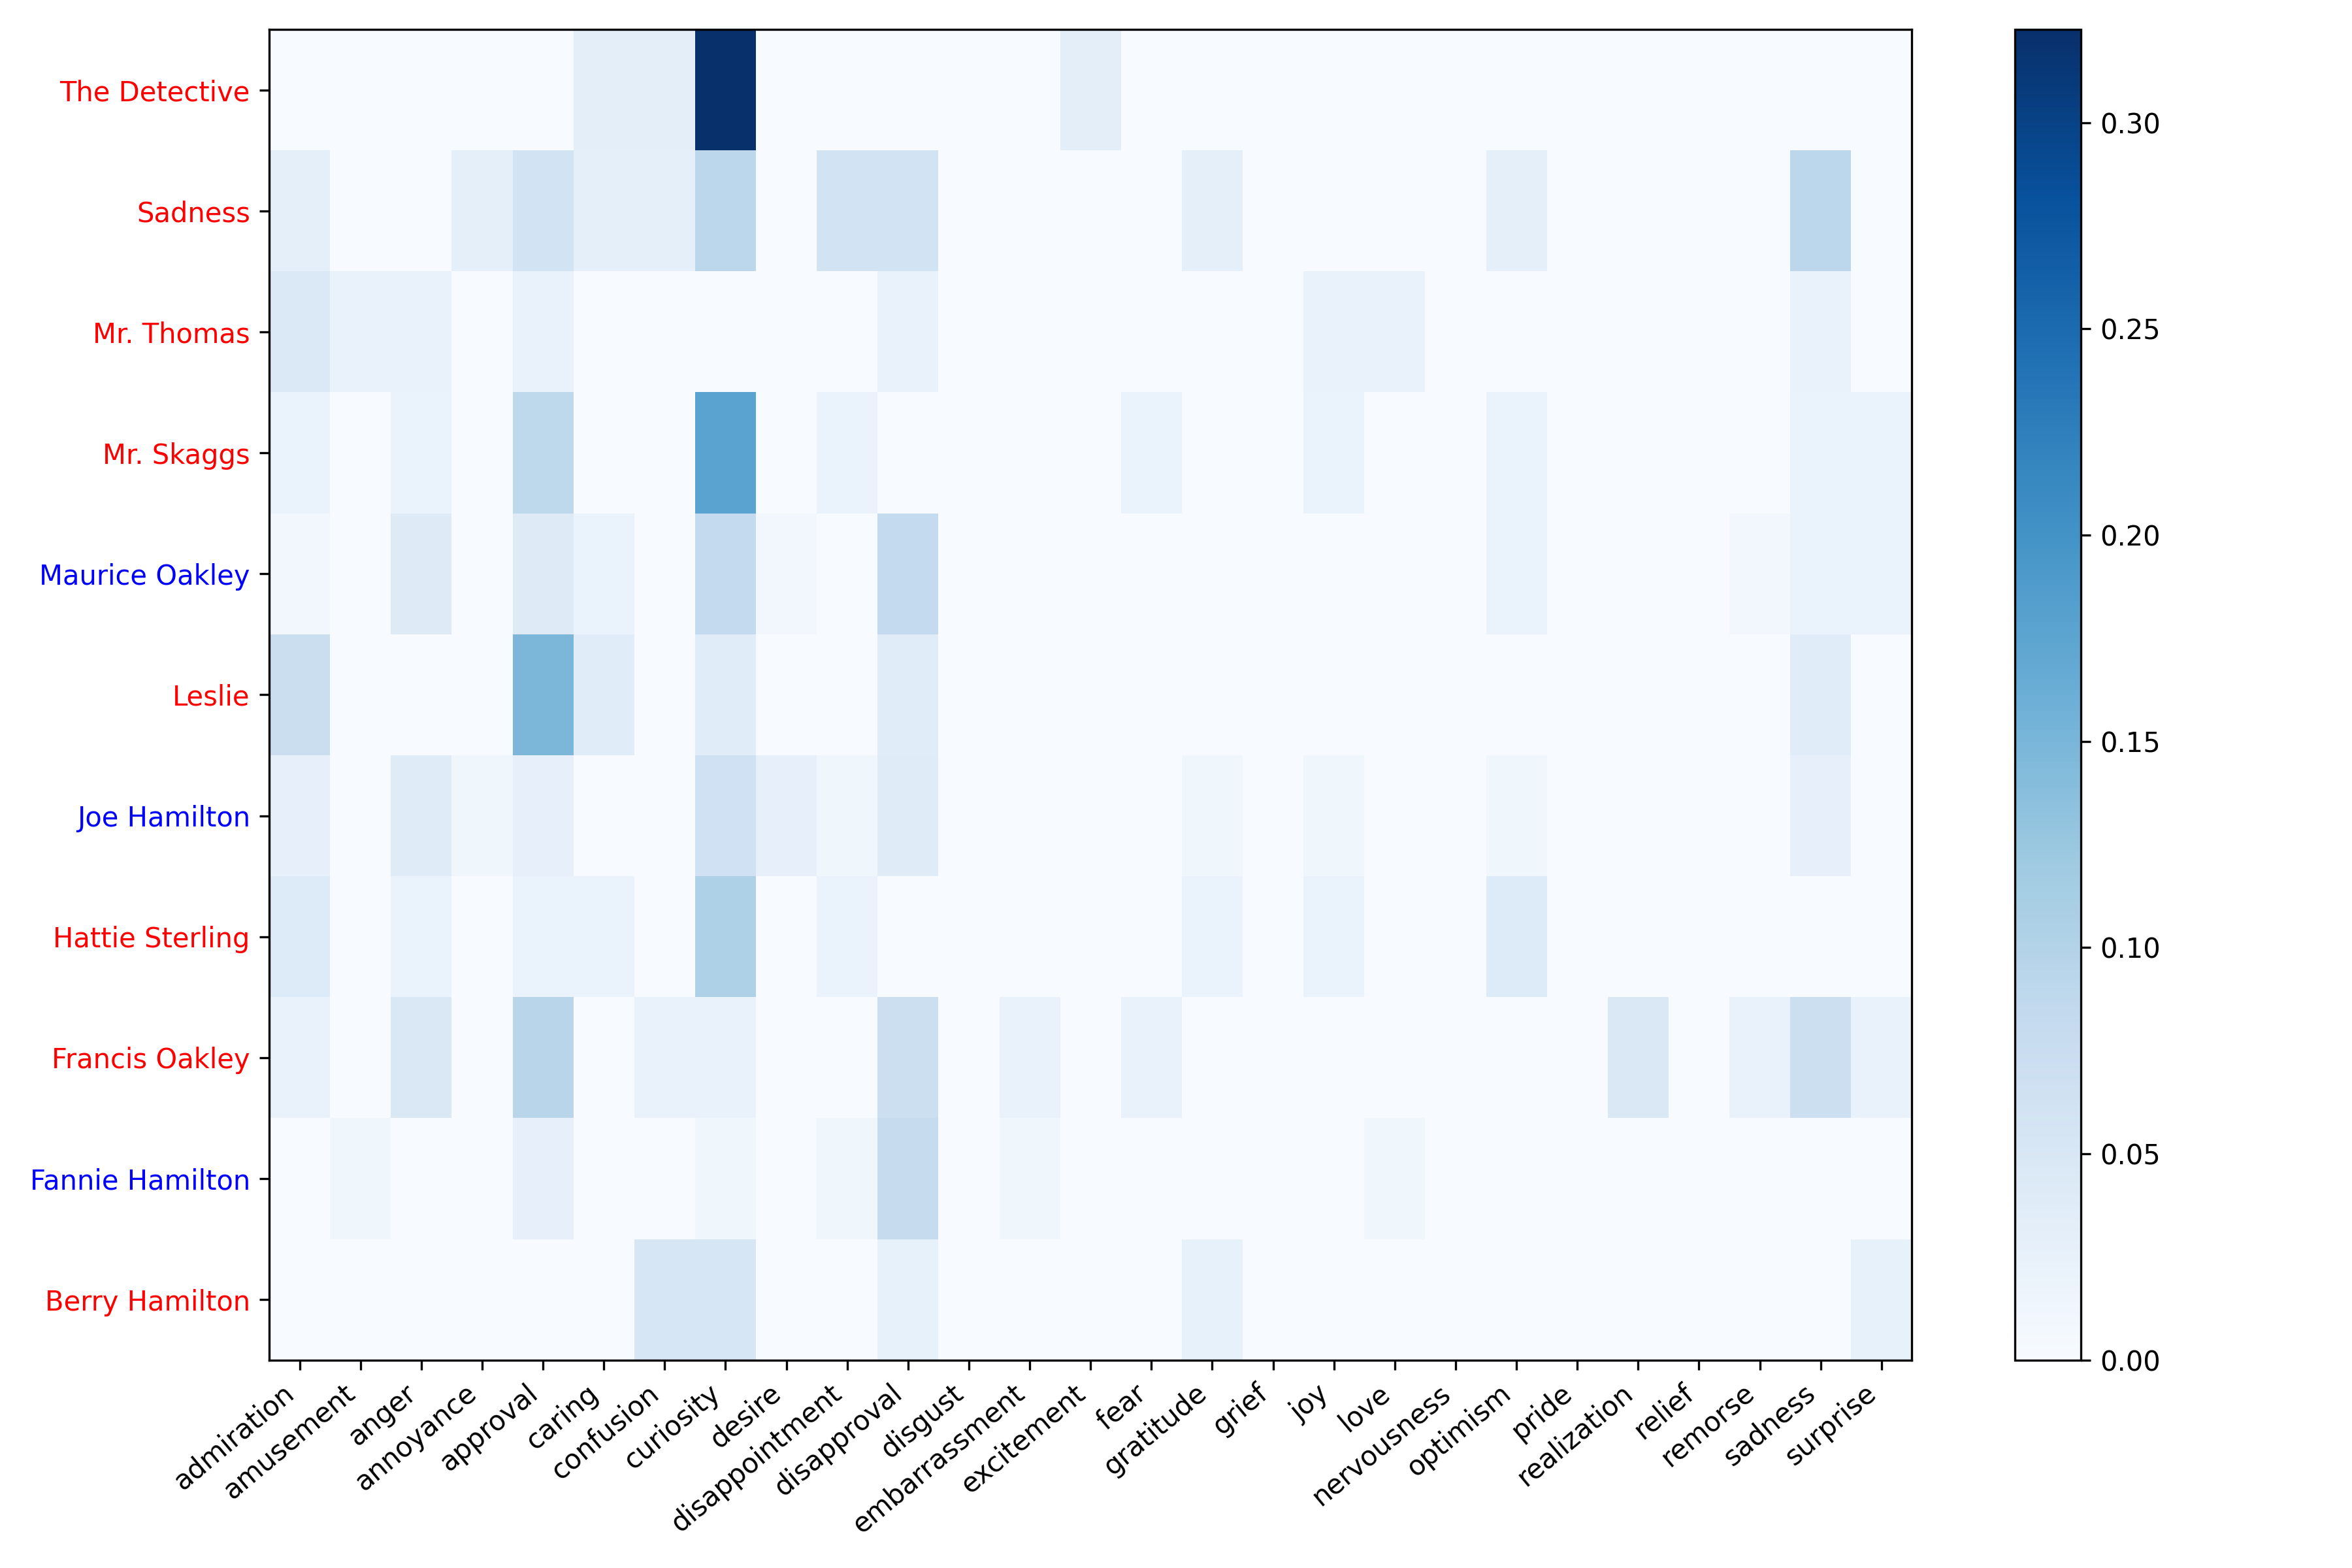 The Detective
Sadness
Mr. Thomas
Mr. Skaggs
Maurice Oakley
Leslie
Joe Hamilton
Hattie Sterling
Francis Oakley
Fannie Hamilton
Berry Hamilton
admiration
amusement
anger
annoyance
approval
caring
confusion
curiosity
desire
disappointment
disapproval
disgust
embarrassment
excitement
fear
gratitude
grief
joy
love
nervousness
optimism
pride
realization
relief
remorse
sadness
surprise
0.30
0.25
0.20
0.15
0.10
0.05
0.00